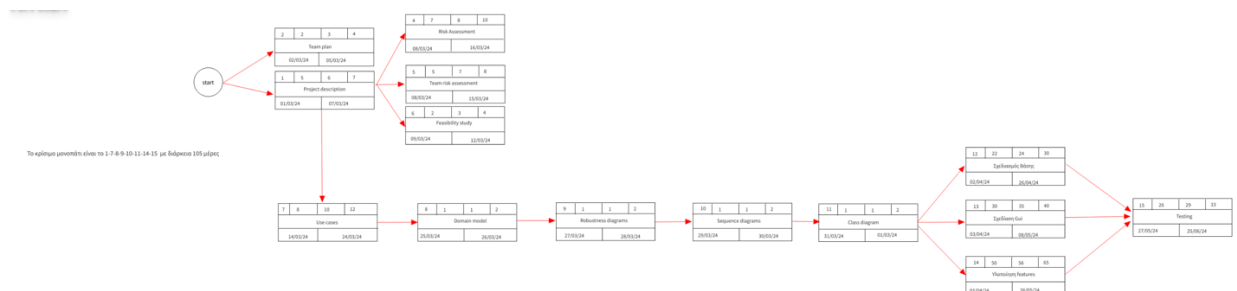 2 2 3 4
Team plan
02/03/24 05/03/24
start
1 5 6 7
Project description
01/03/24 07/03/24
4 7 8 10
Risk Assessment
08/03/24 16/03/24
5 5 7 8
Team risk assessment
08/03/24 15/03/24
6 2 3 4
Feasibility study
09/03/24 12/03/24
Το κρίσιμο μονοπάτι είναι το 1-7-8-9-10-11-14-15 με διάρκεια 105 μέρες
7 8 10 12
Use cases
14/03/24 24/03/24
8 1 1 2
Domain model
25/03/24 26/03/24
9 1 1 2
Robustness diagrams
27/03/24 28/03/24
10 1 1 2
Sequence diagrams
29/03/24 30/03/24
11 1 1 2
Class diagram
31/03/24 01/04/24
12 22 24 30
Σχεδιασμός βάσης
02/04/24 26/04/24
13 30 35 40
Σχεδίαση Gui
03/04/24 08/05/24
14 50 56 65
Υλοποίηση features
15 26 29 33
Testing
27/05/24 25/06/24